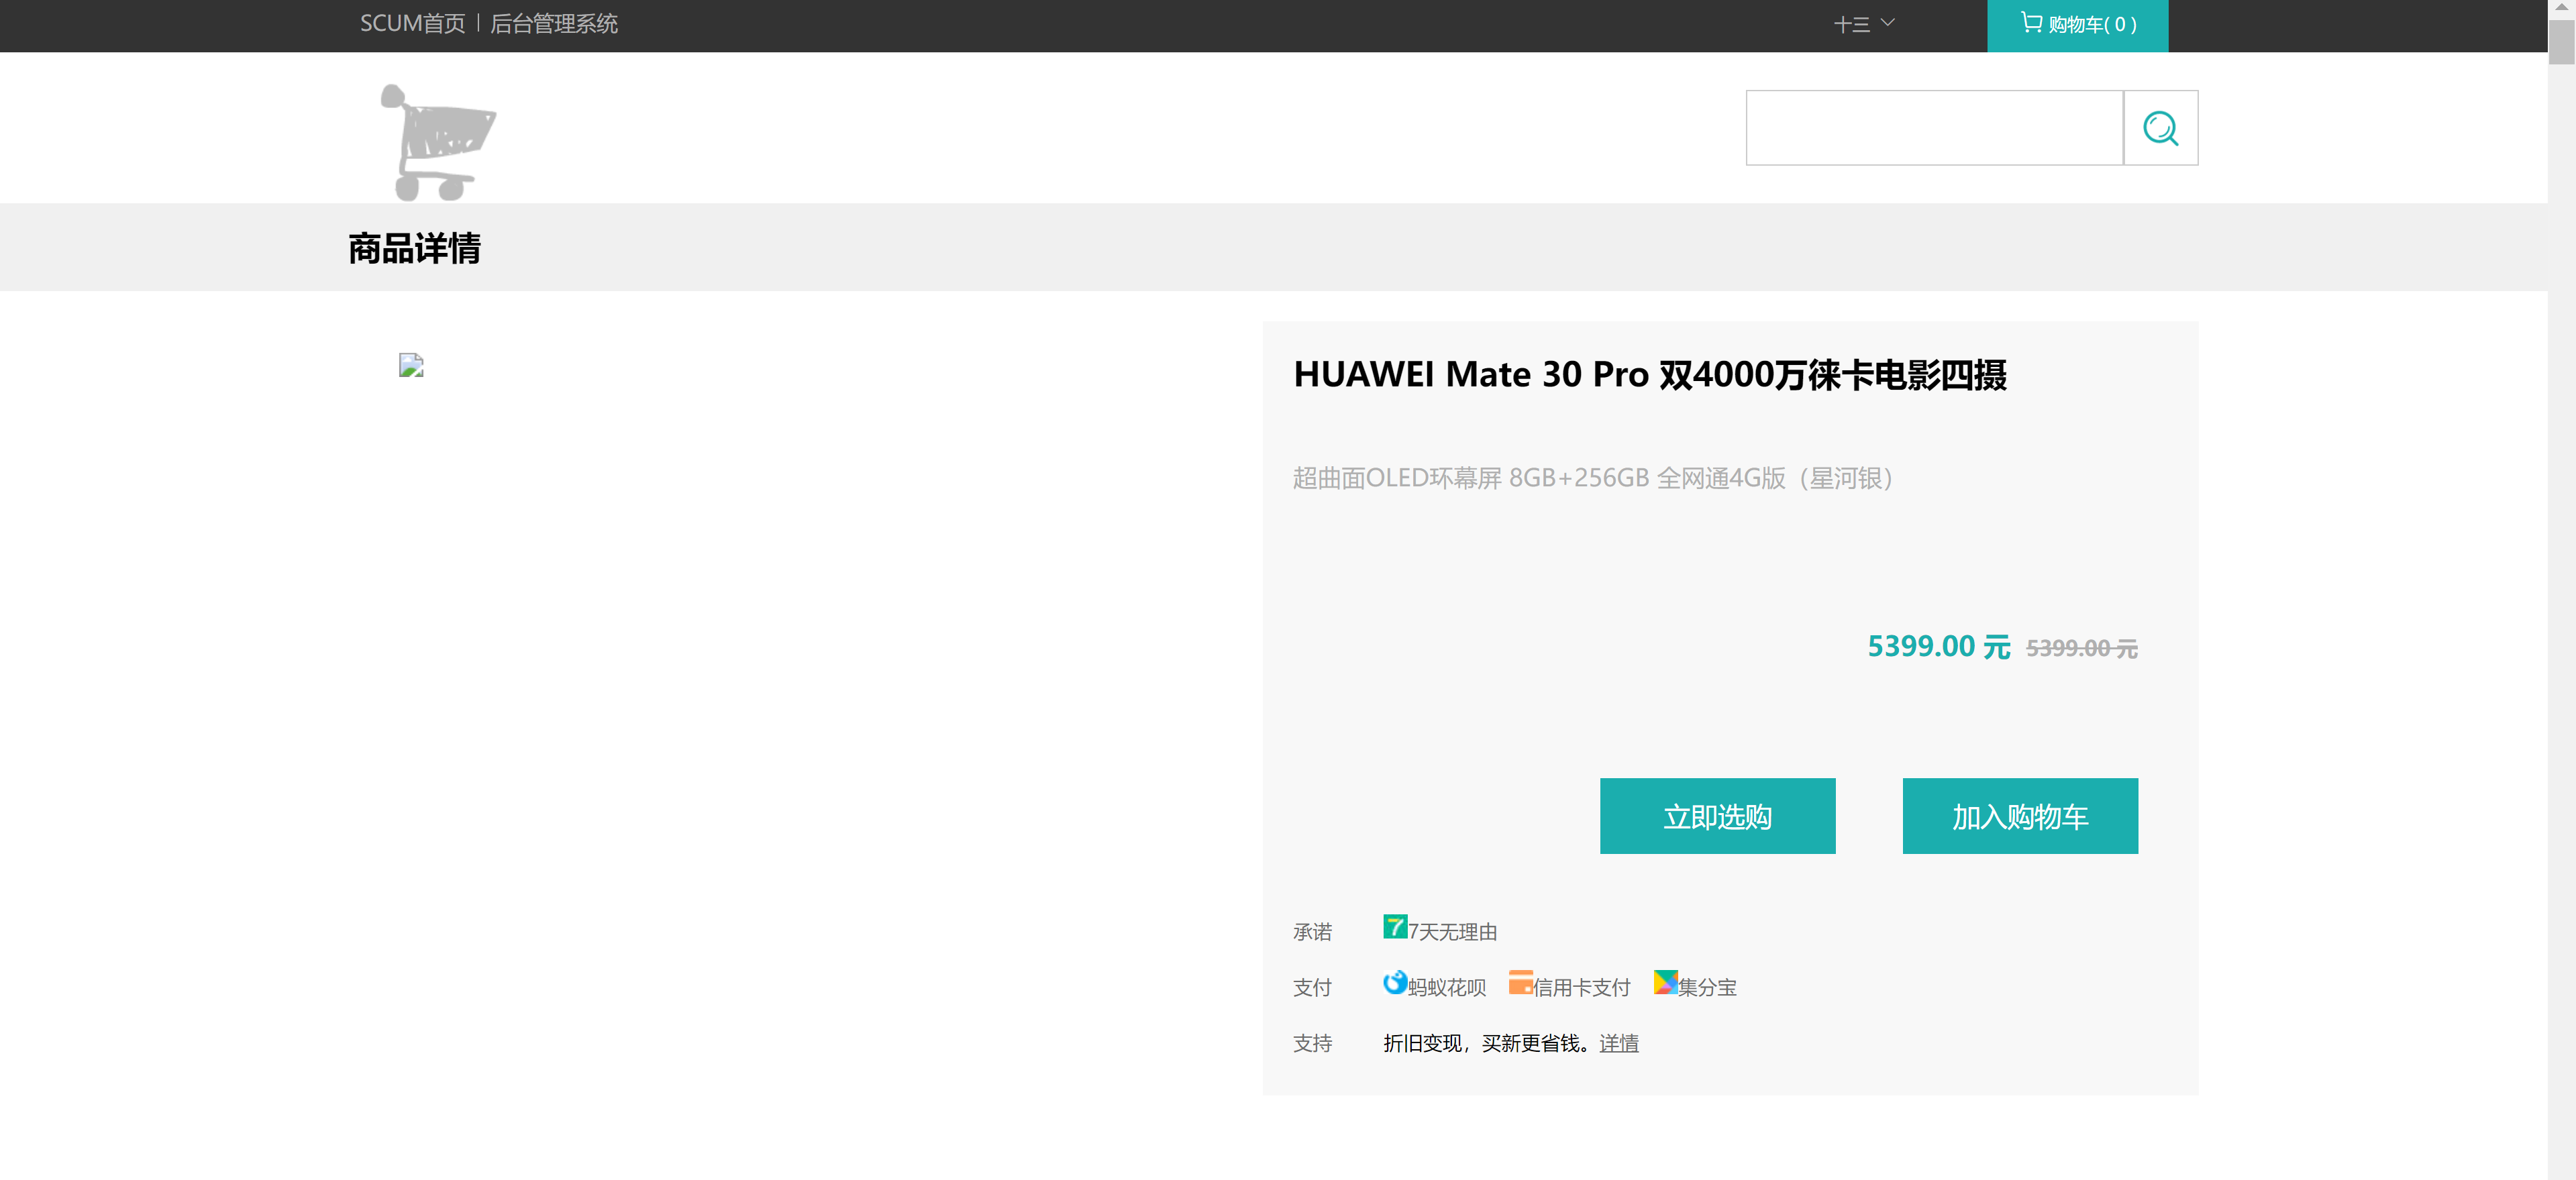 SCUM首页 | 后台管理系统
十三
购物车( 0 )
商品详情
HUAWEI Mate 30 Pro 双4000万徕卡电影四摄
超曲面OLED环幕屏 8GB+256GB 全网通4G版（星河银）
5399.00 元 5399.00 元
立即选购 加入购物车
承诺 7 7天无理由
支付 蚂蚁花呗 信用卡支付 集分宝
支持 折旧变现，买新更省钱。详情